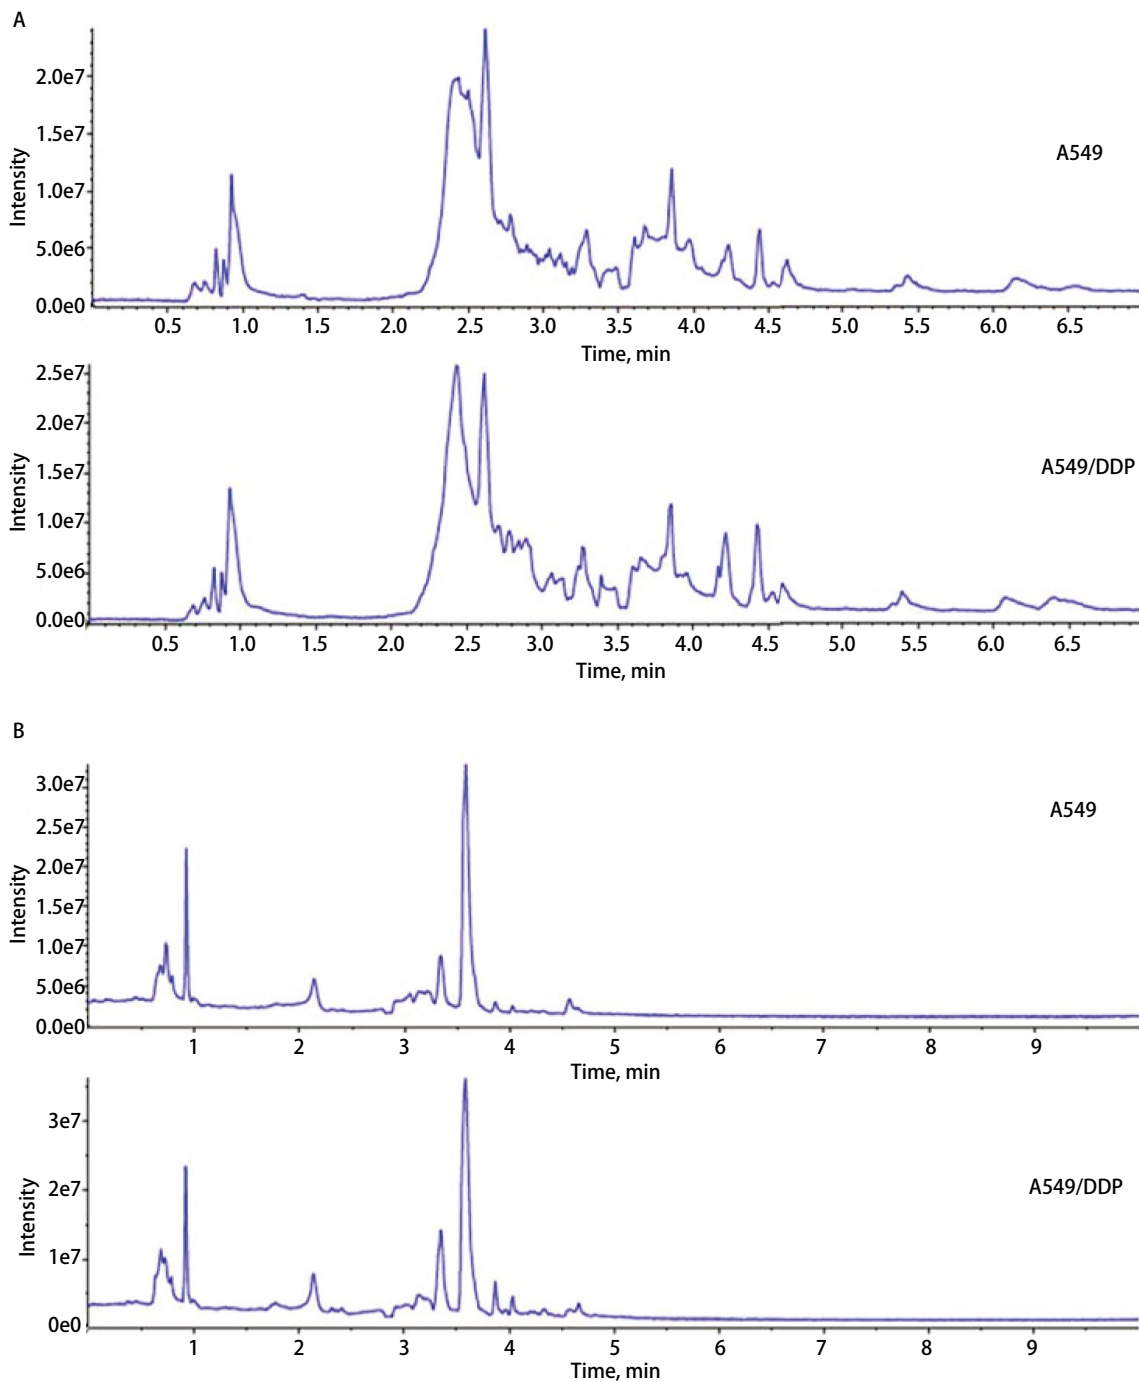 A
2.0e7
1.5e7
1.0e7
5.0e6
0.0e0
Intensity
A549
0.5 1.0 1.5 2.0 2.5 3.0 3.5 4.0 4.5 5.0 5.5 6.0 6.5
Time, min
2.5e7
2.0e7
1.5e7
1.0e7
5.0e6
0.0e0
Intensity
A549/DDP
0.5 1.0 1.5 2.0 2.5 3.0 3.5 4.0 4.5 5.0 5.5 6.0 6.5
Time, min
B
3.0e7
2.5e7
2.0e7
1.5e7
1.0e7
5.0e6
0.0e0
Intensity
A549
1 2 3 4 5 6 7 8 9
Time, min
3e7
2e7
1e7
0e0
Intensity
A549/DDP
1 2 3 4 5 6 7 8 9
Time, min